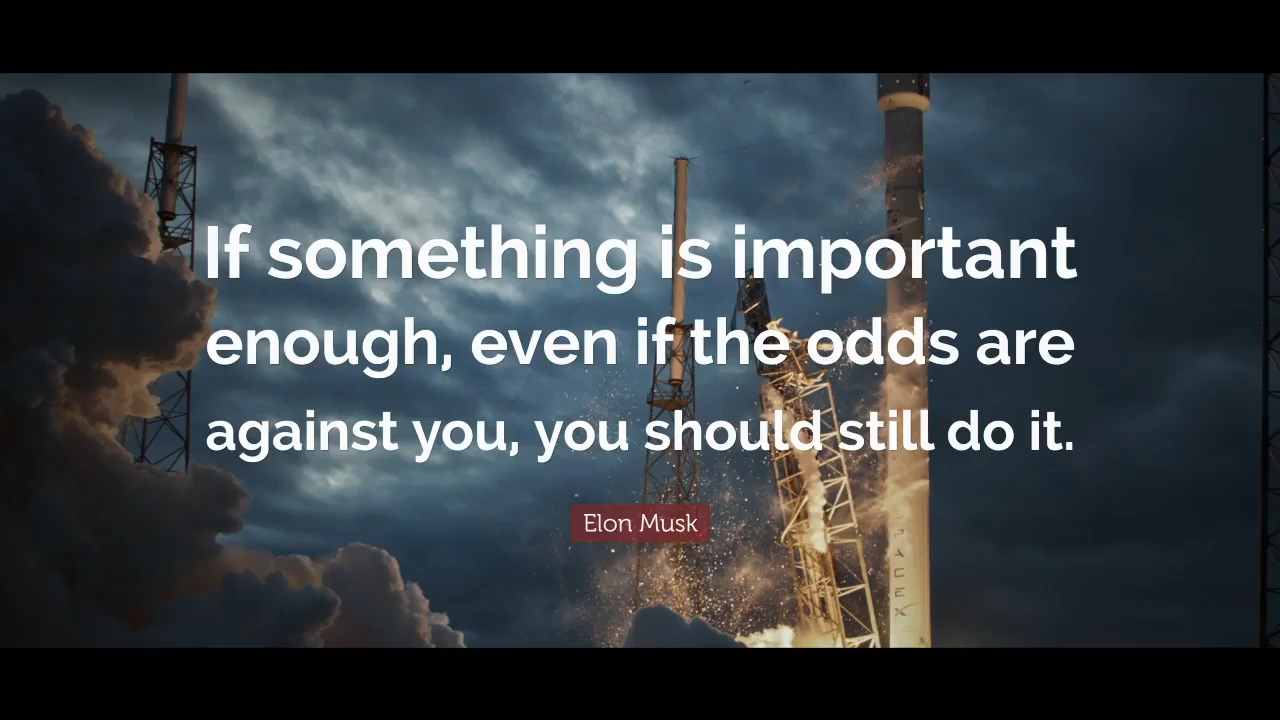 If something is important
enough, even if the odds are
against you, you should still do it.
Elon Musk
SPACEX